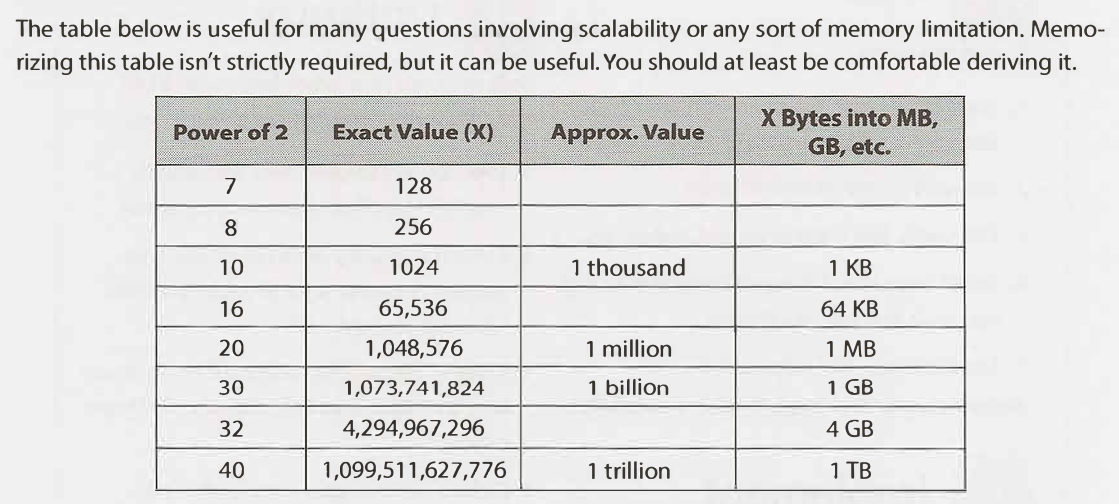 The table below is useful for many questions involving scalability or any sort of memory limitation. Memo-
rizing this table isn't strictly required, but it can be useful. You should at least be comfortable deriving it.
Power of 2 Exact Value (X) Approx. Value X Bytes into MB,
GB, etc.
7 128
8 256
10 1024 1 thousand 1 KB
16 65,536 64 KB
20 1,048,576 1 million 1 MB
30 1,073,741,824 1 billion 1 GB
32 4,294,967,296 4 GB
40 1,099,511,627,776 1 trillion 1 TB